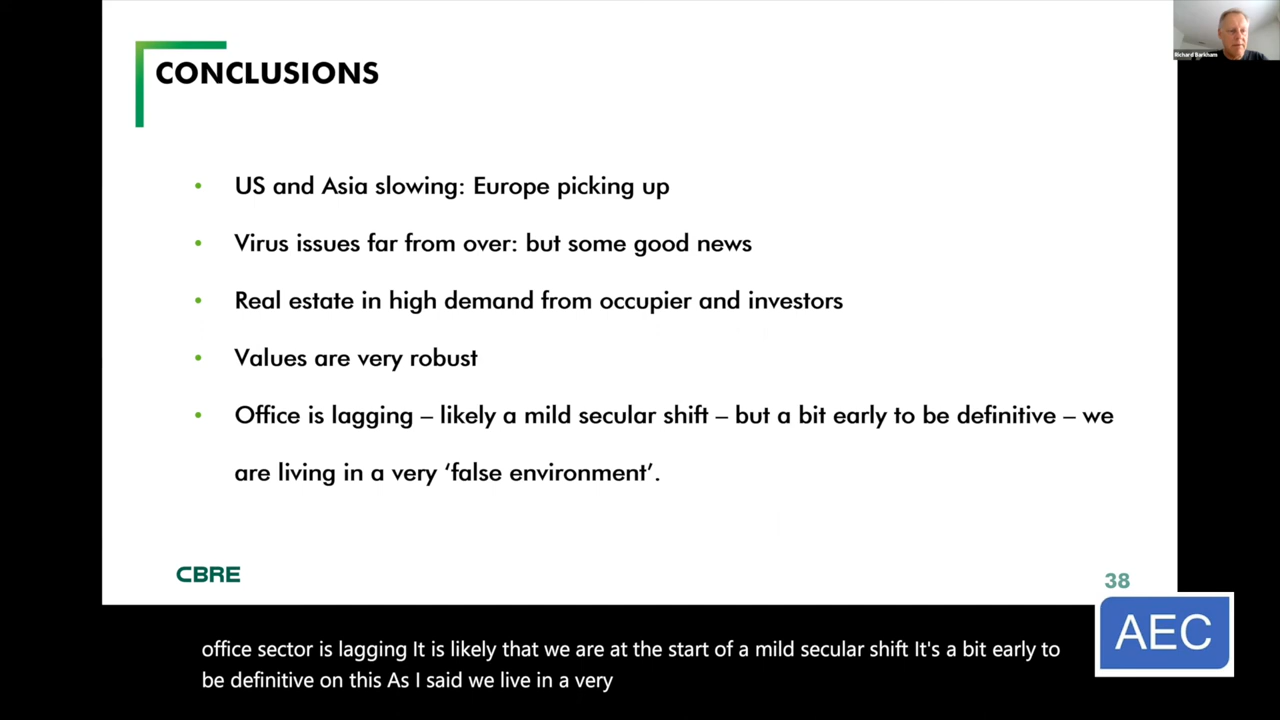 Richard Barkham
CONCLUSIONS
• US and Asia slowing: Europe picking up
• Virus issues far from over: but some good news
• Real estate in high demand from occupier and investors
• Values are very robust
• Office is lagging – likely a mild secular shift – but a bit early to be definitive – we
are living in a very ‘false environment’.
CBRE
38
AEC
office sector is lagging It is likely that we are at the start of a mild secular shift It's a bit early to
be definitive on this As I said we live in a very